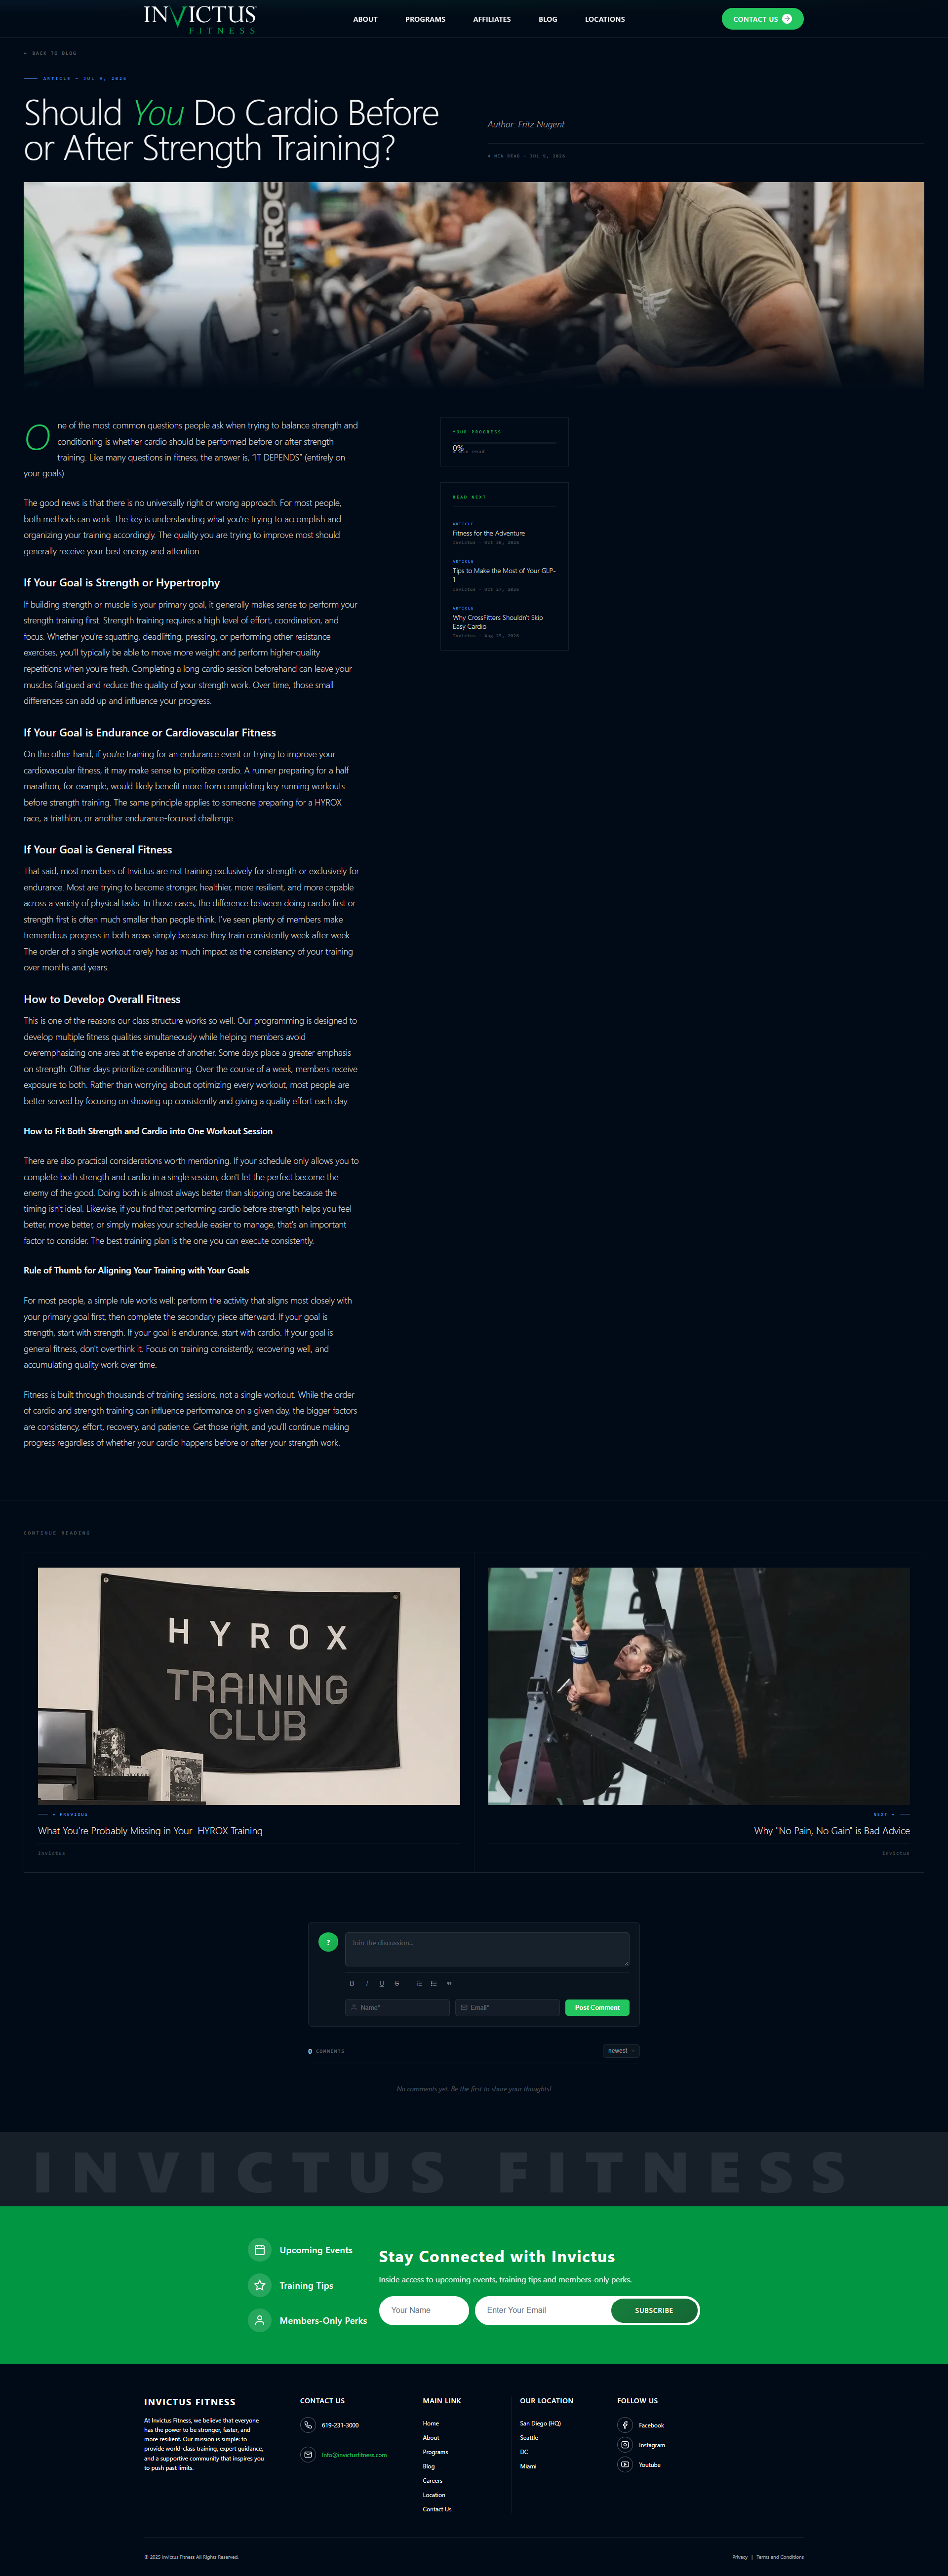 INVICTUS
FITNESS
ABOUT
PROGRAMS
AFFILIATES
BLOG
LOCATIONS
CONTACT US
← BACK TO BLOG
Should You Do Cardio Before
or After Strength Training?
Author: Fritz Nugent
One of the most common questions people ask when trying to balance strength and
conditioning is whether cardio should be performed before or after strength
training. Like many questions in fitness, the answer is, "IT DEPENDS" (entirely on
your goals).
The good news is that there is no universally right or wrong approach. For most people,
both methods can work. The key is understanding what you're trying to accomplish and
organizing your training accordingly. The quality you are trying to improve most should
generally receive your best energy and attention.
If Your Goal is Strength or Hypertrophy
If building strength or muscle is your primary goal, it generally makes sense to perform your
strength training first. Strength training requires a high level of effort, coordination, and
focus. Whether you're squatting, deadlifting, pressing, or performing other resistance
exercises, you'll typically be able to move more weight and perform higher-quality
repetitions when you're fresh. Completing a long cardio session beforehand can leave your
muscles fatigued and reduce the quality of your strength work. Over time, those small
differences can add up and influence your progress.
If Your Goal is Endurance or Cardiovascular Fitness
On the other hand, if you're training for an endurance event or trying to improve your
cardiovascular fitness, it may make sense to prioritize cardio. A runner preparing for a half
marathon, for example, would likely benefit more from completing key running workouts
before strength training. The same principle applies to someone preparing for a HYROX
race, a triathlon, or another endurance-focused challenge.
If Your Goal is General Fitness
That said, most members of Invictus are not training exclusively for strength or exclusively for
endurance. Most are trying to become stronger, healthier, more resilient, and more capable
across a variety of physical tasks. In those cases, the difference between doing cardio first or
strength first is often much smaller than people think. I've seen plenty of members make
tremendous progress in both areas simply because they train consistently week after week.
The order of a single workout rarely has as much impact as the consistency of your training
over months and years.
How to Develop Overall Fitness
This is one of the reasons our class structure works so well. Our programming is designed to
develop multiple fitness qualities simultaneously while helping members avoid
overemphasizing one area at the expense of another. Some days place a greater emphasis
on strength. Other days prioritize conditioning. Over the course of a week, members receive
exposure to both. Rather than worrying about optimizing every workout, most people are
better served by focusing on showing up consistently and giving a quality effort each day.
How to Fit Both Strength and Cardio into One Workout Session
There are also practical considerations worth mentioning. If your schedule only allows you to
complete both strength and cardio in a single session, don't let the perfect become the
enemy of the good. Doing both is almost always better than skipping one because the
timing isn't ideal. Likewise, if you find that performing cardio before strength helps you feel
better, move better, or simply makes your schedule easier to manage, that's an important
factor to consider. The best training plan is the one you can execute consistently.
Rule of Thumb for Aligning Your Training with Your Goals
For most people, a simple rule works well: perform the activity that aligns most closely with
your primary goal first, then complete the secondary piece afterward. If your goal is
strength, start with strength. If your goal is endurance, start with cardio. If your goal is
general fitness, don't overthink it. Focus on training consistently, recovering well, and
accumulating quality work over time.
Fitness is built through thousands of training sessions, not a single workout. While the order
of cardio and strength training can influence performance on a given day, the bigger factors
are consistency, effort, recovery, and patience. Get those right, and you'll continue making
progress regardless of whether your cardio happens before or after your strength work.
YOUR PROGRESS
0%
READ NEXT
ARTICLE
Fitness for the Adventure
ARTICLE
Tips to Make the Most of Your GLP-
1
ARTICLE
Why CrossFitters Shouldn't Skip
Easy Cardio
CONTINUE READING
HYROX
TRAINING
CLUB
← PREVIOUS
What You're Probably Missing in Your HYROX Training
Invictus
NEXT →
Why "No Pain, No Gain" is Bad Advice
Invictus
?
Join the discussion...
B I U S
Name*
Email*
Post Comment
0 COMMENTS
newest
No comments yet. Be the first to share your thoughts!
INVICTUS FITNESS
Upcoming Events
Training Tips
Members-Only Perks
Stay Connected with Invictus
Inside access to upcoming events, training tips and members-only perks.
Your Name
Enter Your Email
SUBSCRIBE
INVICTUS FITNESS
At Invictus Fitness, we believe that everyone
has the power to be stronger, faster, and
more resilient. Our mission is simple: to
provide world-class training, expert guidance,
and a supportive community that inspires you
to push past limits.
CONTACT US
619-231-3000
Info@invictusfitness.com
MAIN LINK
Home
About
Programs
Blog
Careers
Location
Contact Us
OUR LOCATION
San Diego (HQ)
Seattle
DC
Miami
FOLLOW US
Facebook
Instagram
Youtube
© 2025 Invictus Fitness All Rights Reserved.
Privacy | Terms and Conditions